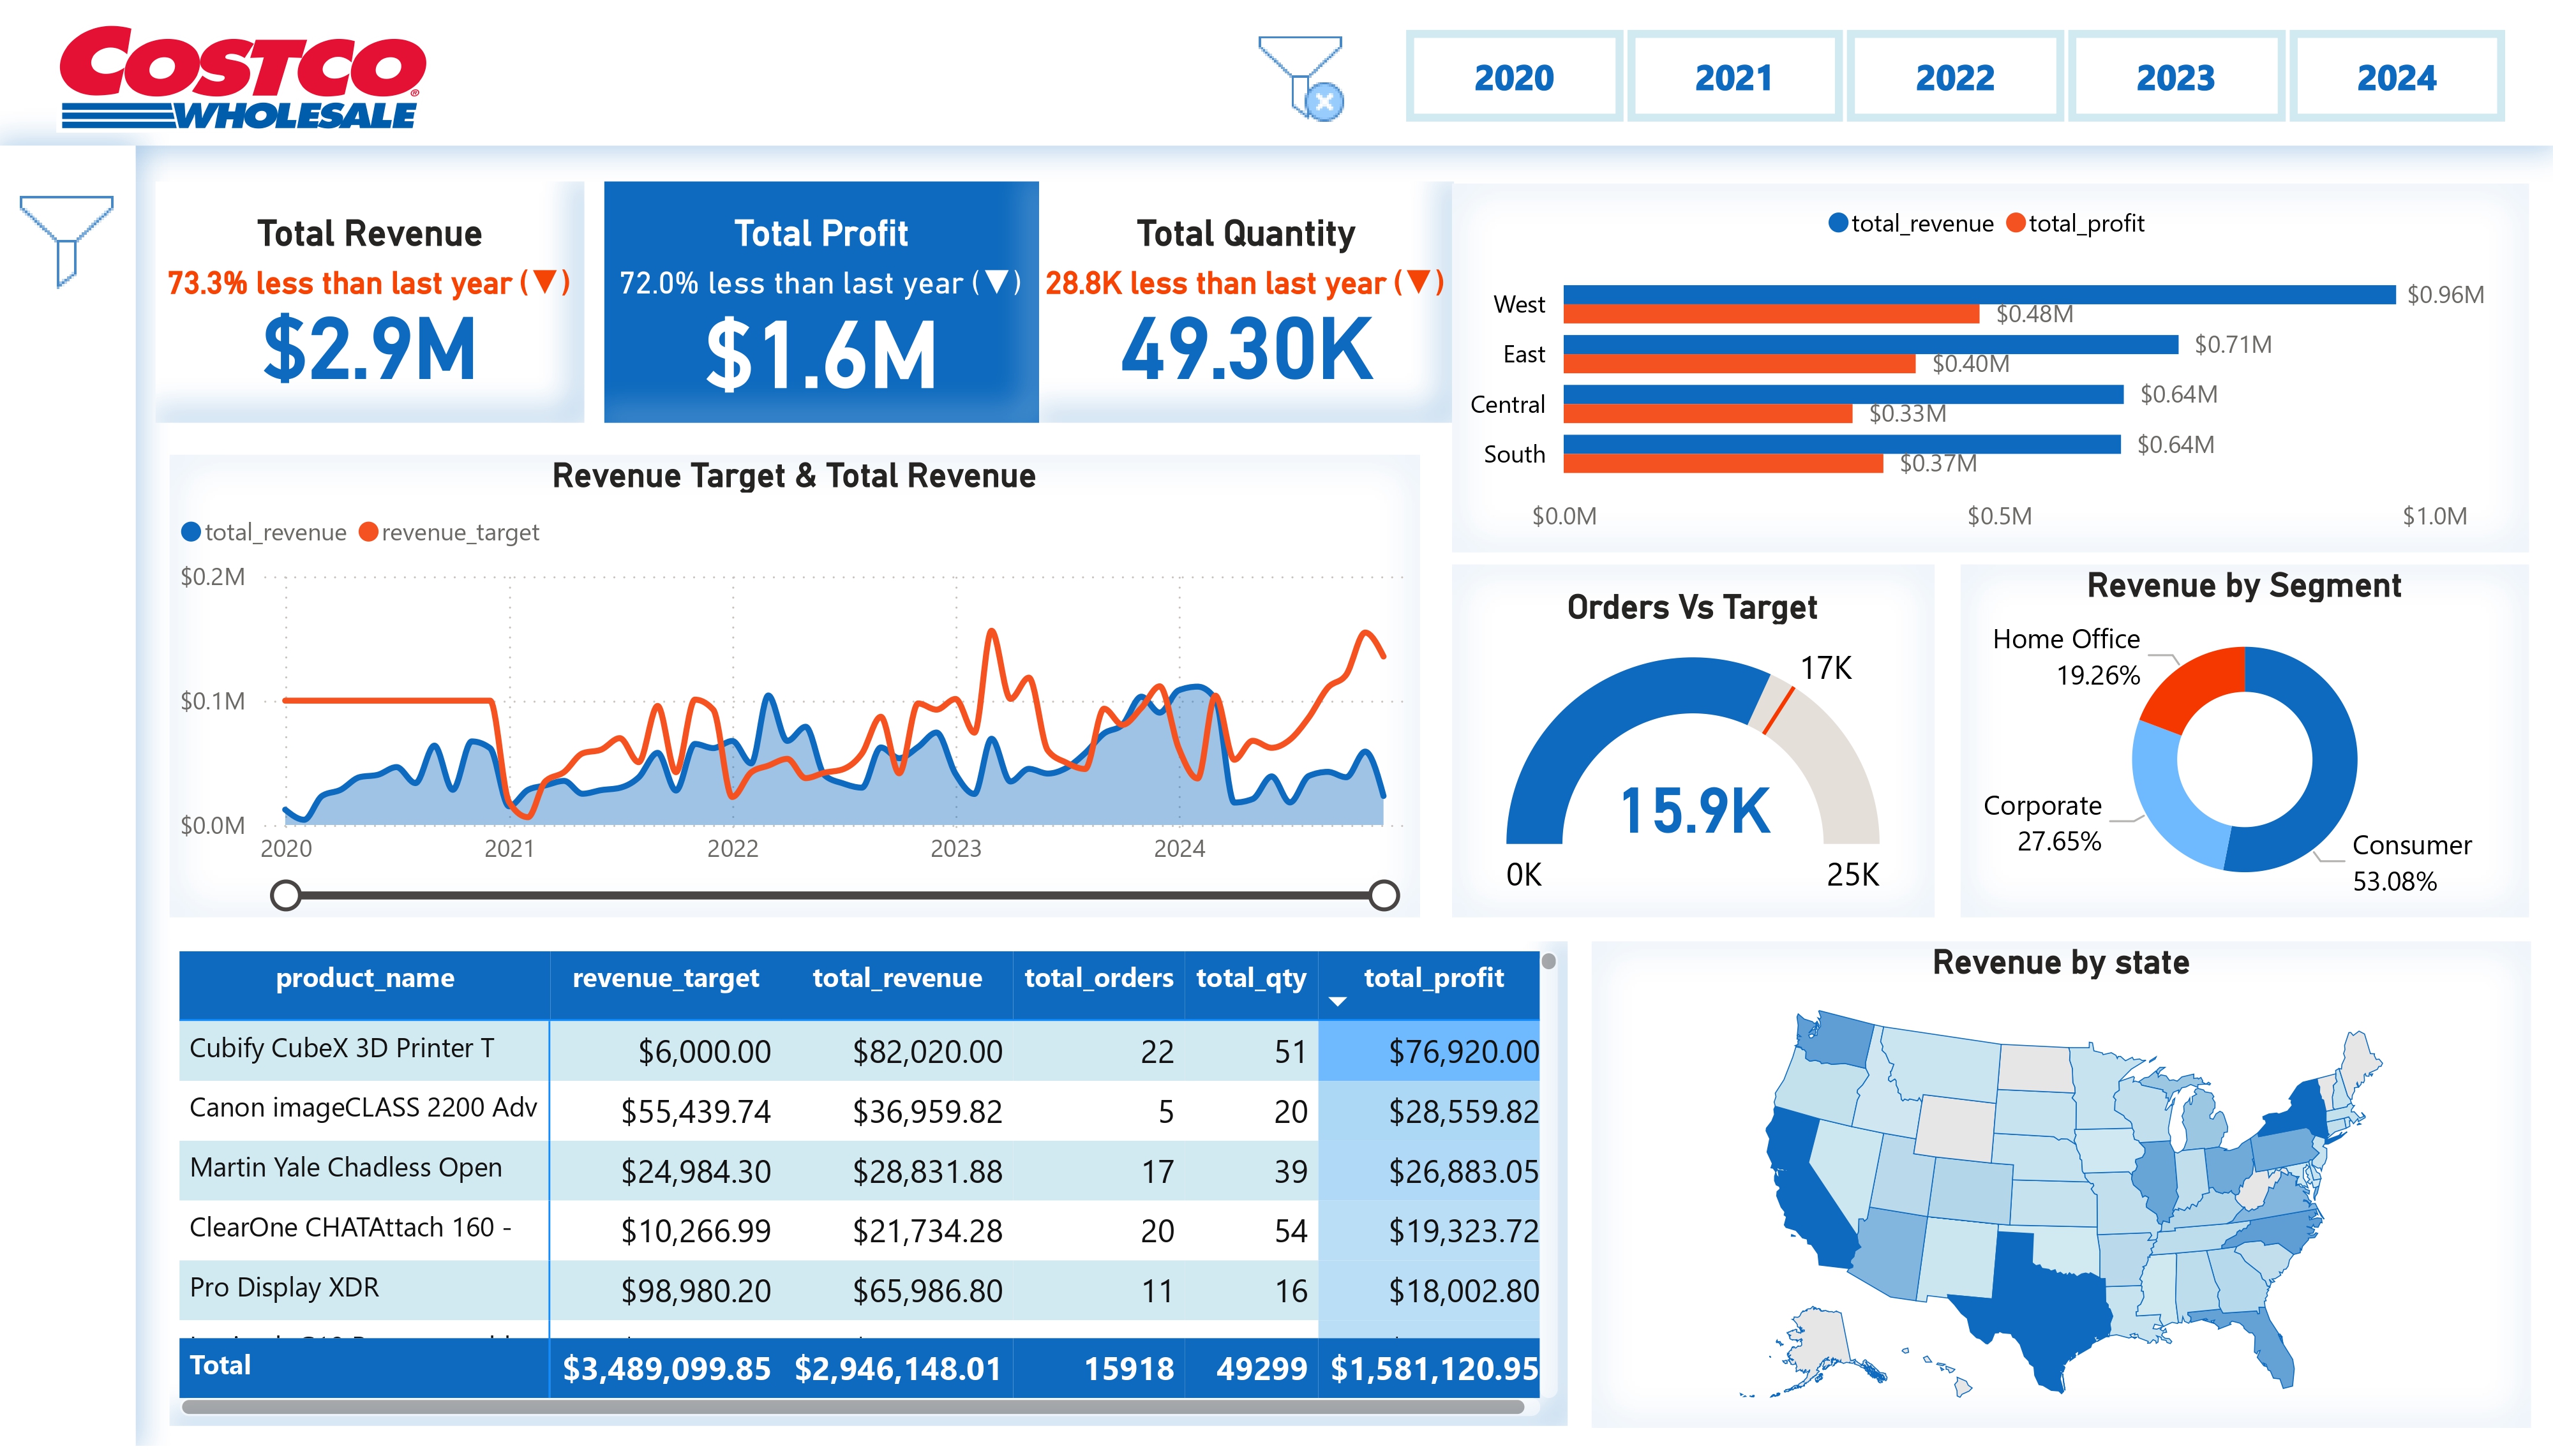 COSTCO
WHOLESALE
®
2020
2021
2022
2023
2024
Total Revenue
73.3% less than last year (▼)
$2.9M
Total Profit
72.0% less than last year (▼)
$1.6M
Total Quantity
28.8K less than last year (▼)
49.30K
total_revenue total_profit
West
$0.96M
$0.48M
East
$0.71M
$0.40M
Central
$0.64M
$0.33M
South
$0.64M
$0.37M
$0.0M $0.5M $1.0M
Revenue Target & Total Revenue
total_revenue revenue_target
$0.2M
$0.1M
$0.0M
2020 2021 2022 2023 2024
Orders Vs Target
17K
15.9K
0K 25K
Revenue by Segment
Home Office
19.26%
Corporate
27.65%
Consumer
53.08%
product_name revenue_target total_revenue total_orders total_qty total_profit
Cubify CubeX 3D Printer T $6,000.00 $82,020.00 22 51 $76,920.00
Canon imageCLASS 2200 Adv $55,439.74 $36,959.82 5 20 $28,559.82
Martin Yale Chadless Open $24,984.30 $28,831.88 17 39 $26,883.05
ClearOne CHATAttach 160 - $10,266.99 $21,734.28 20 54 $19,323.72
Pro Display XDR $98,980.20 $65,986.80 11 16 $18,002.80
Total $3,489,099.85 $2,946,148.01 15918 49299 $1,581,120.95
Revenue by state